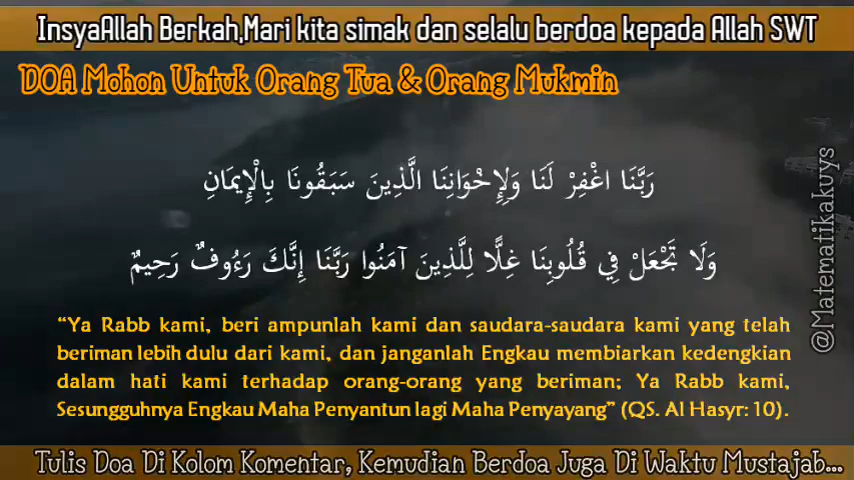 InsyaAllah Berkah,Mari kita simak dan selalu berdoa kepada Allah SWT
DOA Mohon Untuk Orang Tua & Orang Mukmin
رَبَّنَا اغْفِرْ لَنَا وَلِإِخْوَانِنَا الَّذِينَ سَبَقُونَا بِالْإِيمَانِ
وَلَا تَجْعَلْ فِي قُلُوبِنَا غِلًّا لِلَّذِينَ آمَنُوا رَبَّنَا إِنَّكَ رَءُوفٌ رَحِيمٌ
“Ya Rabb kami, beri ampunlah kami dan saudara-saudara kami yang telah
beriman lebih dulu dari kami, dan janganlah Engkau membiarkan kedengkian
dalam hati kami terhadap orang-orang yang beriman; Ya Rabb kami,
Sesungguhnya Engkau Maha Penyantun lagi Maha Penyayang” (QS. Al Hasyr: 10).
@Matematikakuys
Tulis Doa Di Kolom Komentar, Kemudian Berdoa Juga Di Waktu Mustajab...